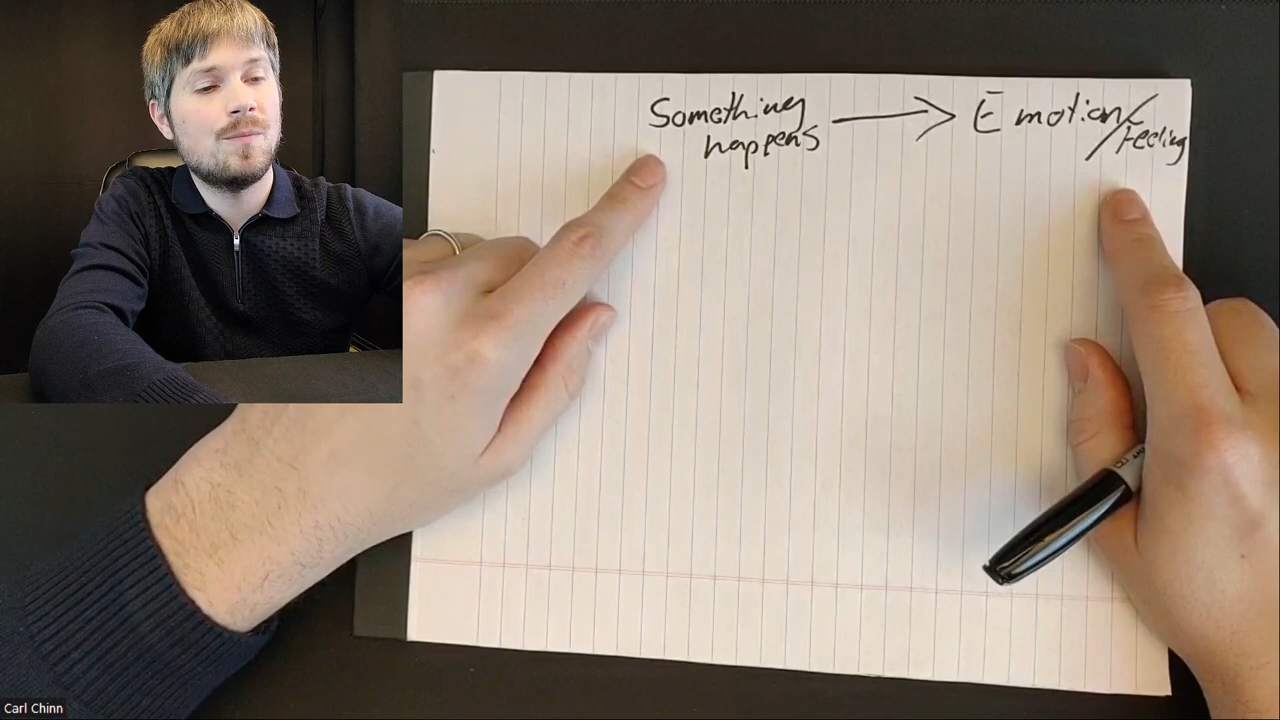 Something
happens
Emotion/
feeling
Carl Chinn